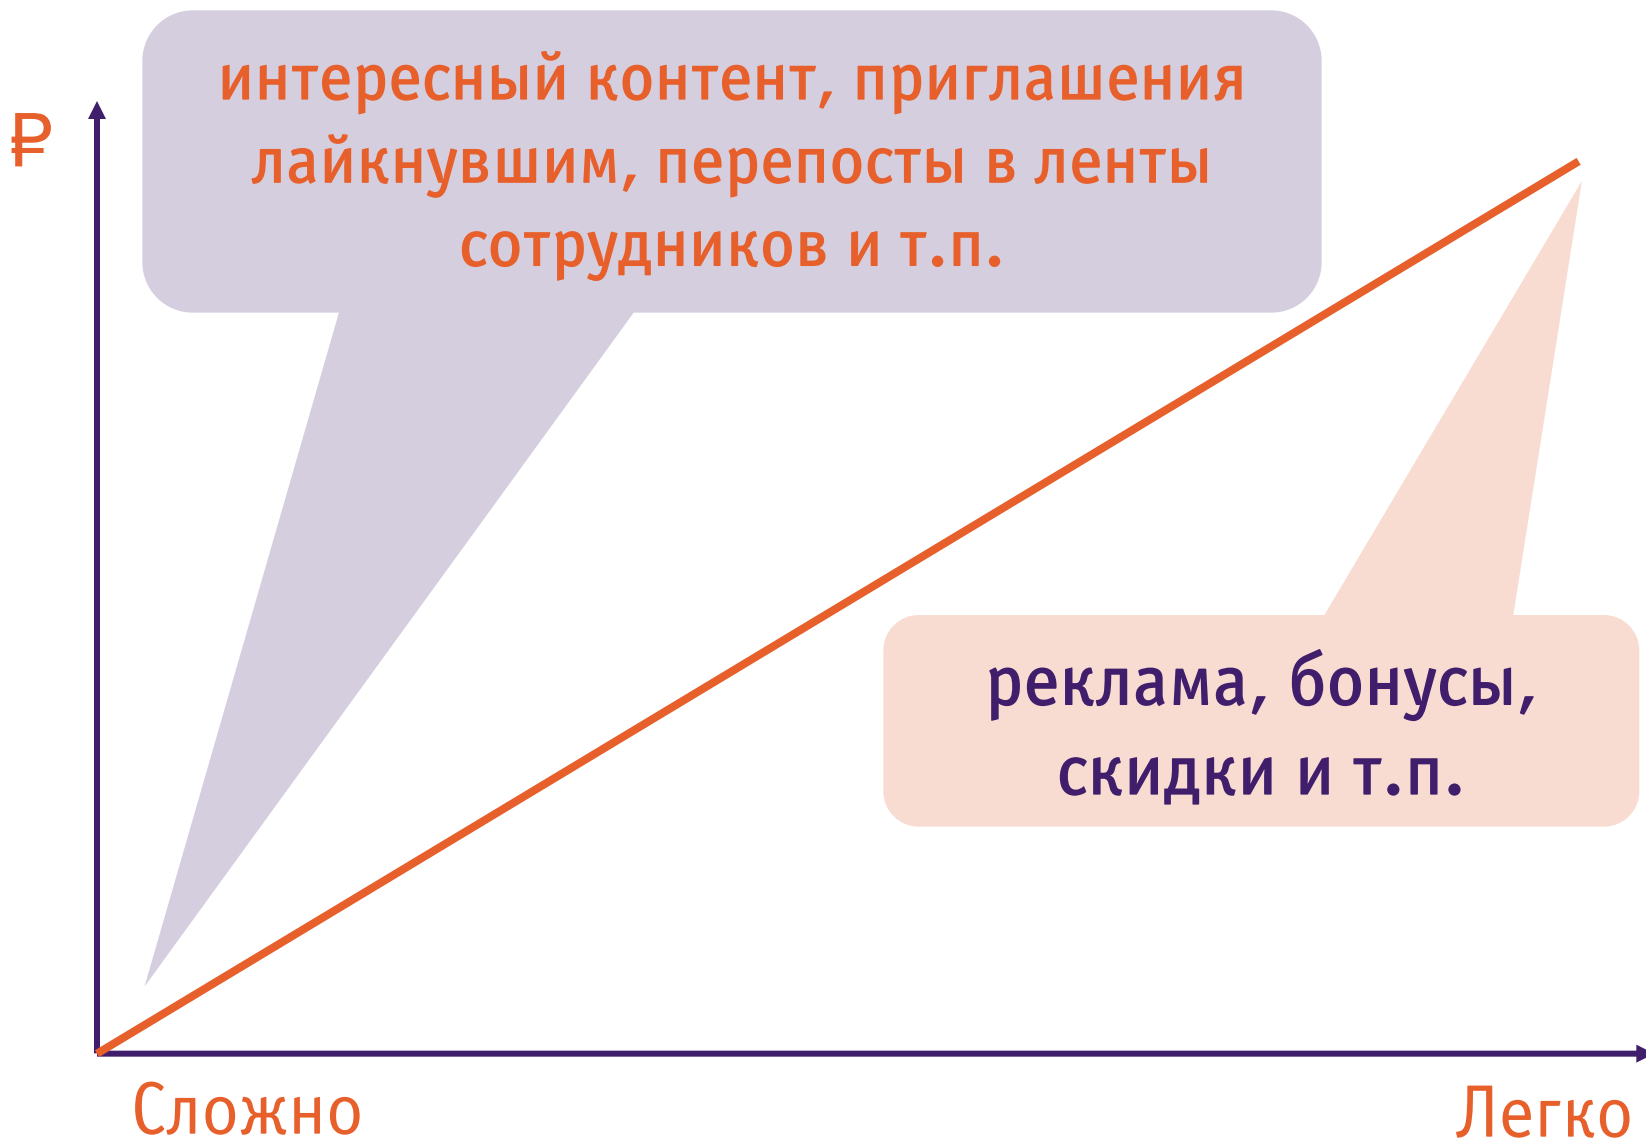 интересный контент, приглашения
лайкнувшим, перепосты в ленты
сотрудников и т.п.
₽
реклама, бонусы,
скидки и т.п.
Сложно
Легко